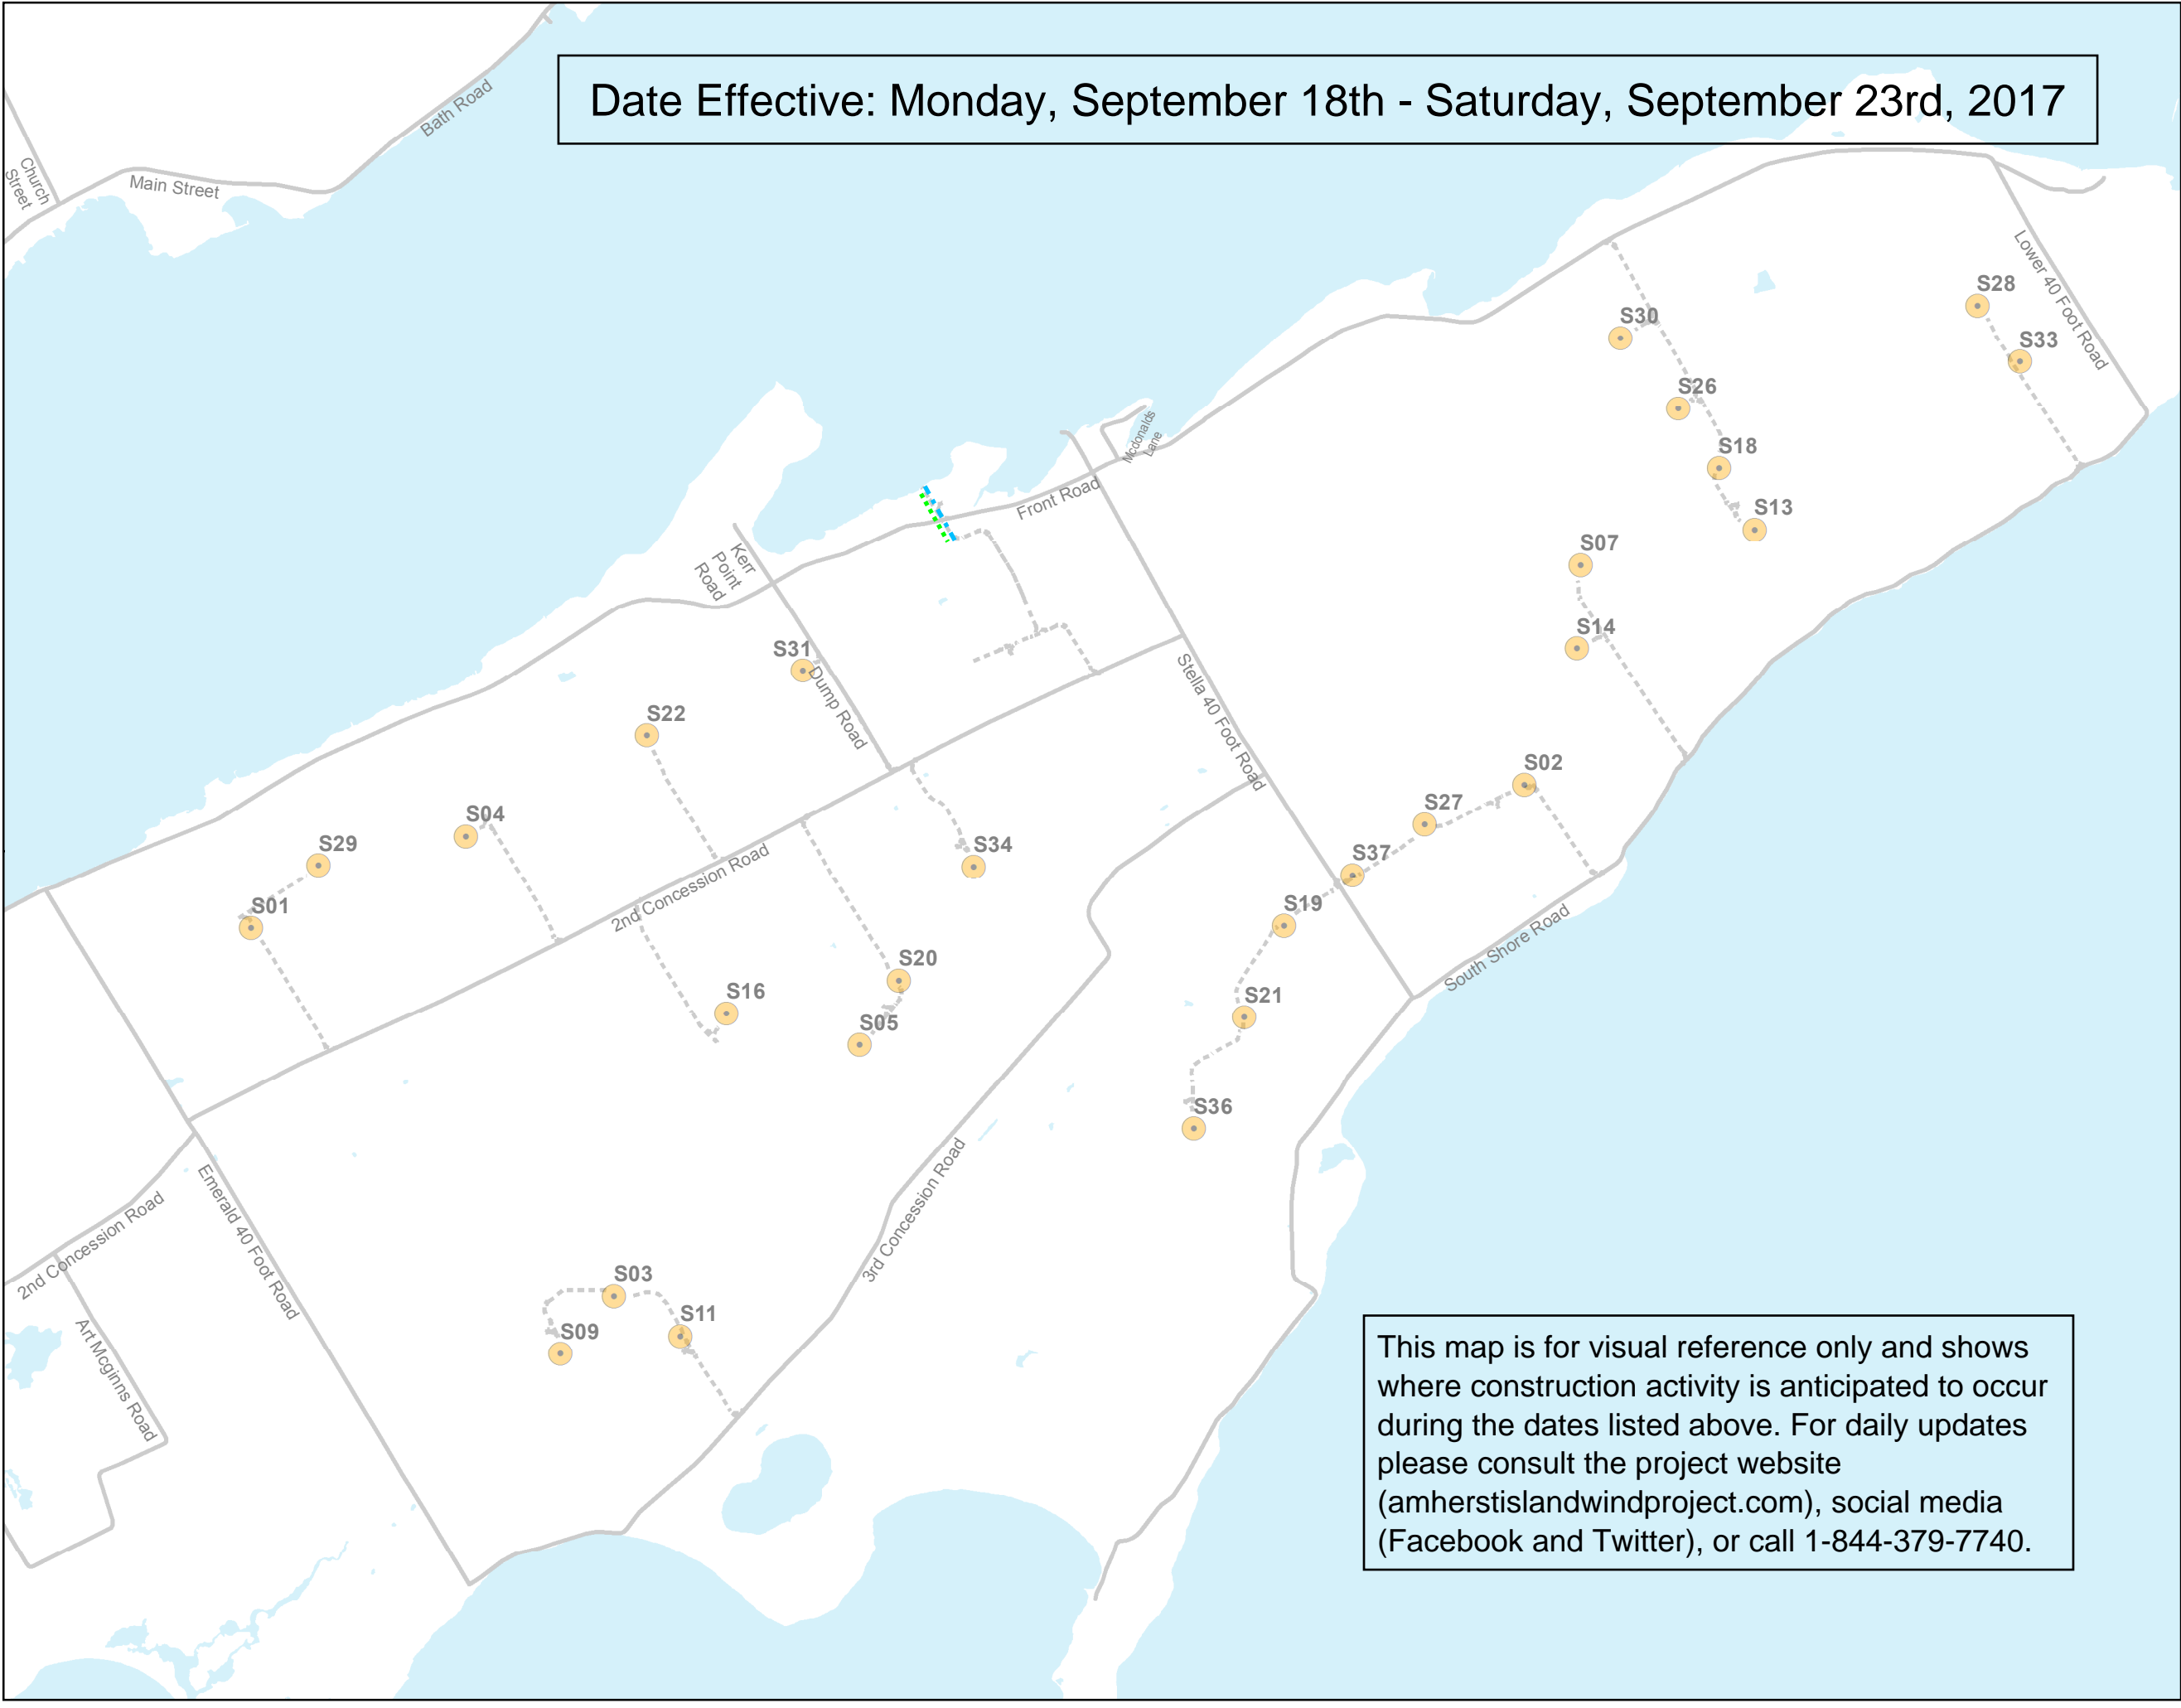 Date Effective: Monday, September 18th - Saturday, September 23rd, 2017
Bath Road
Church
Street
Main Street
Lower 40 Foot Road
S28
S30
S33
S26
Mcdonalds
Lane
S18
Front Road
S13
S07
Kerr
Point
Road
S14
S31
Dump Road
Stella 40 Foot Road
S22
S02
S27
S04
S29
S34
S37
2nd Concession Road
S01
S19
South Shore Road
S20
S16
S21
S05
S36
Emerald 40 Foot Road
3rd Concession Road
2nd Concession Road
S03
S11
S09
Art Mcginns Road
This map is for visual reference only and shows
where construction activity is anticipated to occur
during the dates listed above. For daily updates
please consult the project website
(amherstislandwindproject.com), social media
(Facebook and Twitter), or call 1-844-379-7740.